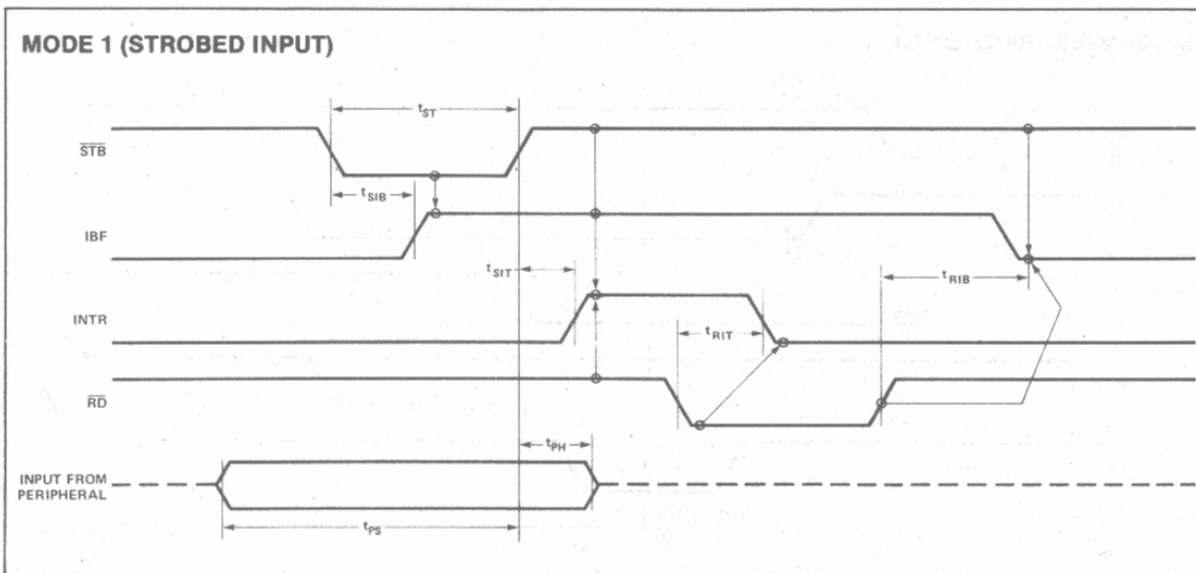 MODE 1 (STROBED INPUT)
tST
STB
tSIB
IBF
tSIT
tRIB
INTR
tRIT
RD
tPH
INPUT FROM
PERIPHERAL
tPS